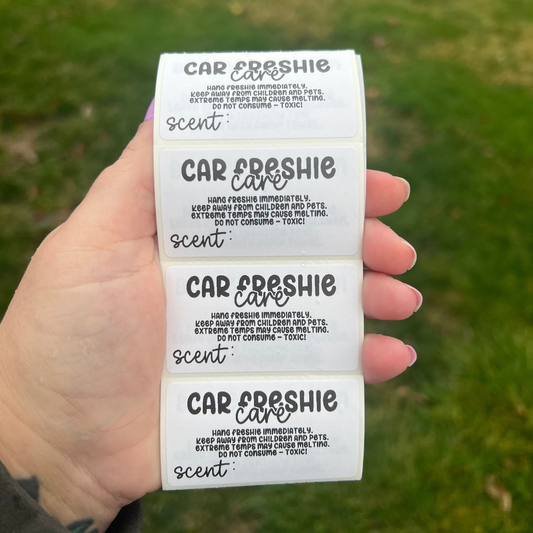 CAR FRESHIE
care
HANG FRESHIE IMMEDIATELY.
KEEP AWAY FROM CHILDREN AND PETS.
EXTREME TEMPS MAY CAUSE MELTING.
DO NOT CONSUME - TOXIC!
scent:
CAR FRESHIE
care
HANG FRESHIE IMMEDIATELY.
KEEP AWAY FROM CHILDREN AND PETS.
EXTREME TEMPS MAY CAUSE MELTING.
DO NOT CONSUME - TOXIC!
scent:
CAR FRESHIE
care
HANG FRESHIE IMMEDIATELY.
KEEP AWAY FROM CHILDREN AND PETS.
EXTREME TEMPS MAY CAUSE MELTING.
DO NOT CONSUME - TOXIC!
scent:
CAR FRESHIE
care
HANG FRESHIE IMMEDIATELY.
KEEP AWAY FROM CHILDREN AND PETS.
EXTREME TEMPS MAY CAUSE MELTING.
DO NOT CONSUME - TOXIC!
scent: